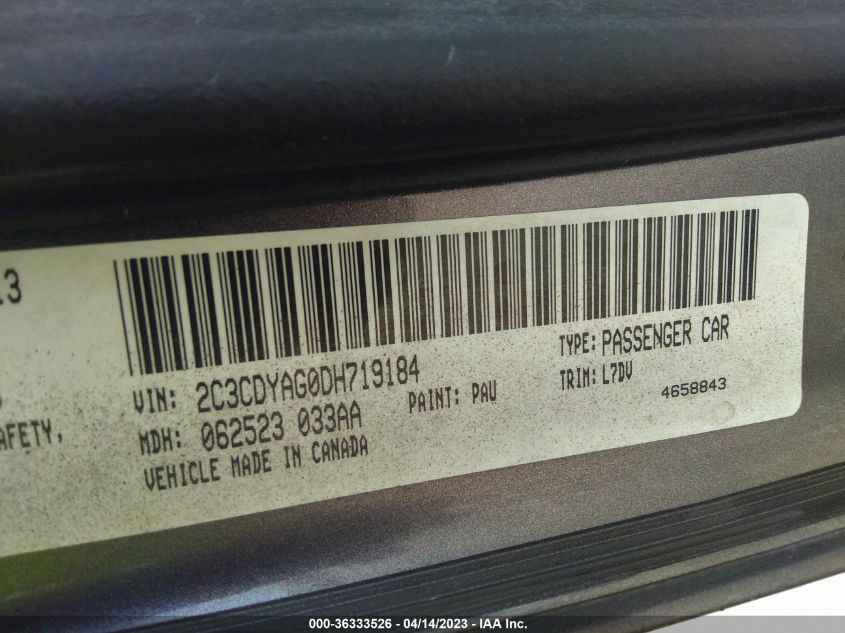 13
VIN: 2C3CDYAG0DH719184
TYPE: PASSENGER CAR
AFETY,
MDH: 062523 033AA
PAINT: PAU
TRIM: L7DV
4658843
VEHICLE MADE IN CANADA
000-36333526 - 04/14/2023 - IAA Inc.